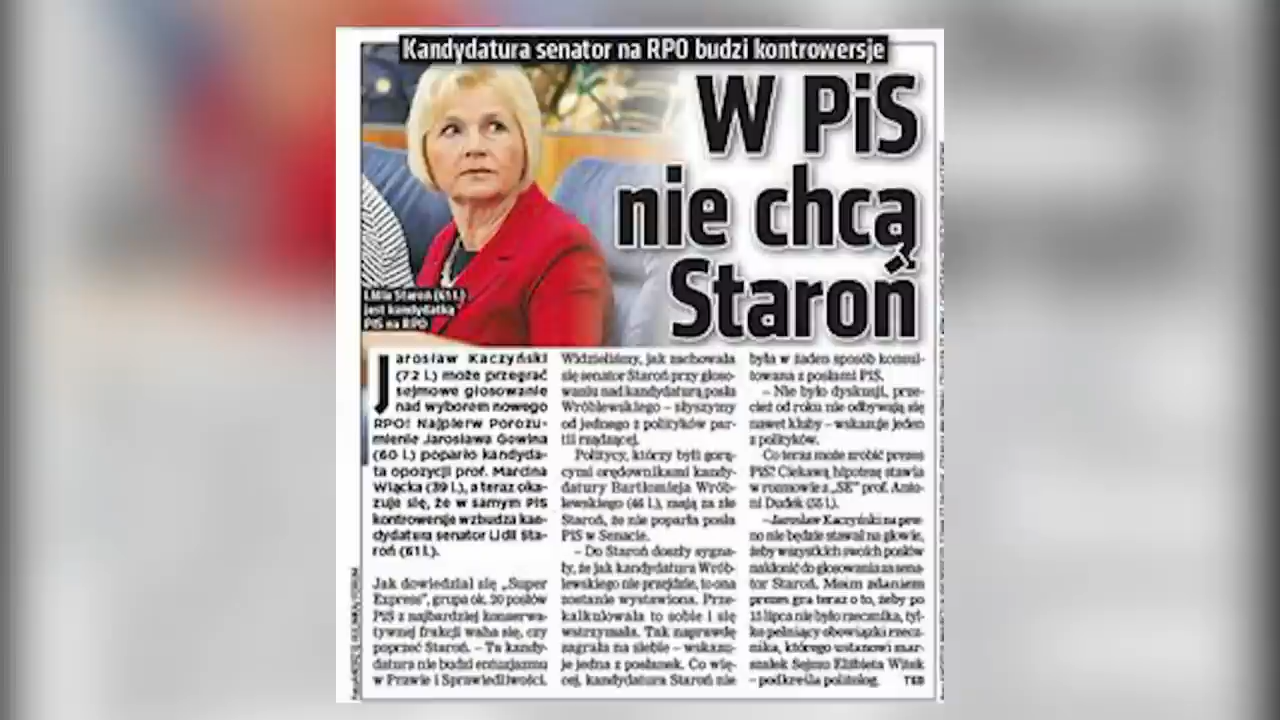 Kandydatura senator na RPO budzi kontrowersje
W PiS
nie chcą
Staroń
Lidia Staroń (61 l.)
jest kandydatką
PiS na RPO
Jarosław Kaczyński
(72 l.) może przegrać
sejmowe głosowanie
nad wyborem nowego
RPO! Najpierw Porozu-
mienie Jarosława Gowina
(60 l.) poparło kandyda-
ta opozycji prof. Marcina
Wiącka (39 l.), a teraz oka-
zuje się, że w samym PiS
kontrowersje wzbudza kan-
dydatura senator Lidii Sta-
roń (61 l.).
Jak dowiedział się „Super
Express”, grupa ok. 20 posłów
PiS z najbardziej konserwa-
tywnej frakcji waha się, czy
poprzeć Staroń. – Ta kandy-
datura nie budzi entuzjazmu
w Prawie i Sprawiedliwości.
Widzieliśmy, jak zachowała
się senator Staroń przy głoso-
waniu nad kandydaturą posła
Wróblewskiego – słyszymy
od jednego z polityków par-
tii rządzącej.
Politycy, którzy byli gorą-
cymi orędownikami kandy-
datury Bartłomieja Wrób-
lewskiego (46 l.), mają za złe
Staroń, że nie poparła posła
PiS w Senacie.
– Do Staroń doszły sygna-
ły, że jak kandydatura Wrób-
lewskiego nie przejdzie, to ona
zostanie wystawiona. Prze-
kalkulowała to sobie i się
wstrzymała. Tak naprawdę
zagrała na siebie – wskazu-
je jedna z posłanek. Co wię-
cej, kandydatura Staroń nie
była w żaden sposób konsul-
towana z posłami PiS.
– Nie było dyskusji, prze-
cież od roku nie odbywają się
nawet kluby – wskazuje jeden
z polityków.
Co teraz może zrobić prezes
PiS? Ciekawą hipotezę stawia
w rozmowie z „SE” prof. Anto-
ni Dudek (55 l.).
– Jarosław Kaczyński na pew-
no nie będzie stawał na głowie,
żeby wszystkich swoich posłów
nakłonić do głosowania za sena-
tor Staroń. Moim zdaniem
prezes gra teraz o to, żeby po
15 lipca nie było rzecznika, tyl-
ko pełniący obowiązki rzecz-
nika, którego ustanowi mar-
szałek Sejmu Elżbieta Witek
– podkreśla politolog. TEB